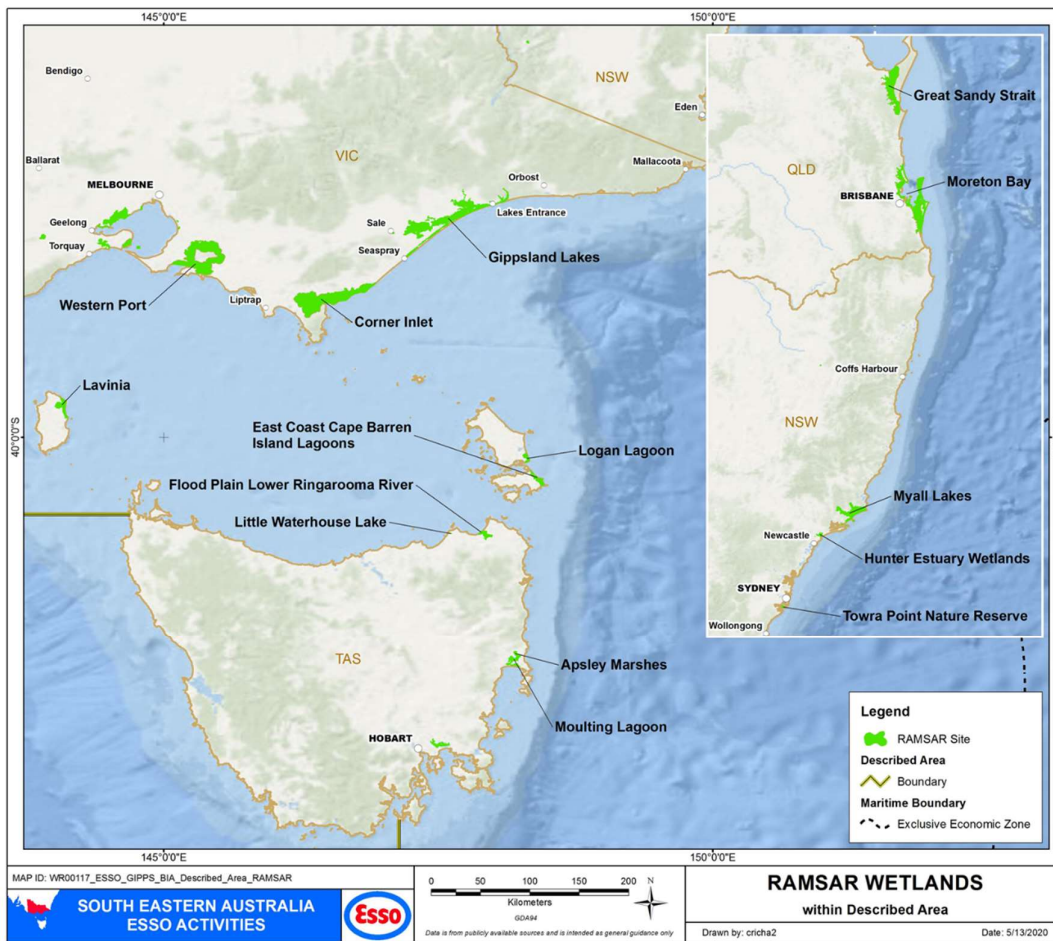 145°0'0"E
150°0'0"E
Bendigo
NSW
Eden
Ballarat
VIC
Mallacoota
MELBOURNE
Orbost
Geelong
Sale
Lakes Entrance
Torquay
Seaspray
Gippsland Lakes
Western Port
Liptrap
Corner Inlet
Lavinia
40°0'0"S
East Coast Cape Barren
Island Lagoons
Logan Lagoon
Flood Plain Lower Ringarooma River
Little Waterhouse Lake
TAS
Apsley Marshes
Moulting Lagoon
HOBART
Great Sandy Strait
QLD
Moreton Bay
BRISBANE
Coffs Harbour
NSW
Myall Lakes
Newcastle
Hunter Estuary Wetlands
SYDNEY
Towra Point Nature Reserve
Wollongong
Legend
RAMSAR Site
Described Area
Boundary
Maritime Boundary
Exclusive Economic Zone
145°0'0"E
150°0'0"E
MAP ID: WR00117_ESSO_GIPPS_BIA_Described_Area_RAMSAR
SOUTH EASTERN AUSTRALIA
ESSO ACTIVITIES
Esso
0 50 100 150 200
Kilometers
GDA94
N
Data is from publicly available sources and is intended as general guidance only
RAMSAR WETLANDS
within Described Area
Drawn by: cricha2
Date: 5/13/2020